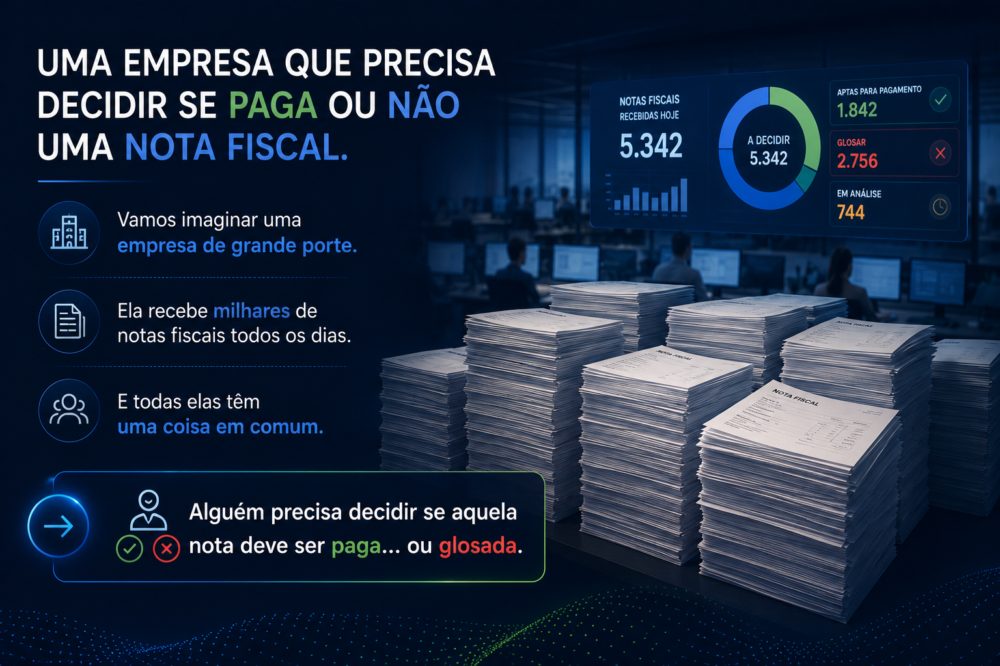 UMA EMPRESA QUE PRECISA
DECIDIR SE PAGA OU NÃO
UMA NOTA FISCAL.
Vamos imaginar uma
empresa de grande porte.
Ela recebe milhares de
notas fiscais todos os dias.
E todas elas têm
uma coisa em comum.
Alguém precisa decidir se aquela
nota deve ser paga... ou glosada.
NOTAS FISCAIS
RECEBIDAS HOJE
5.342
A DECIDIR
5.342
APTAS PARA PAGAMENTO
1.842
GLOSAR
2.756
EM ANÁLISE
744
NOTA FISCAL
NOTA FISCAL
NOTA FISCAL